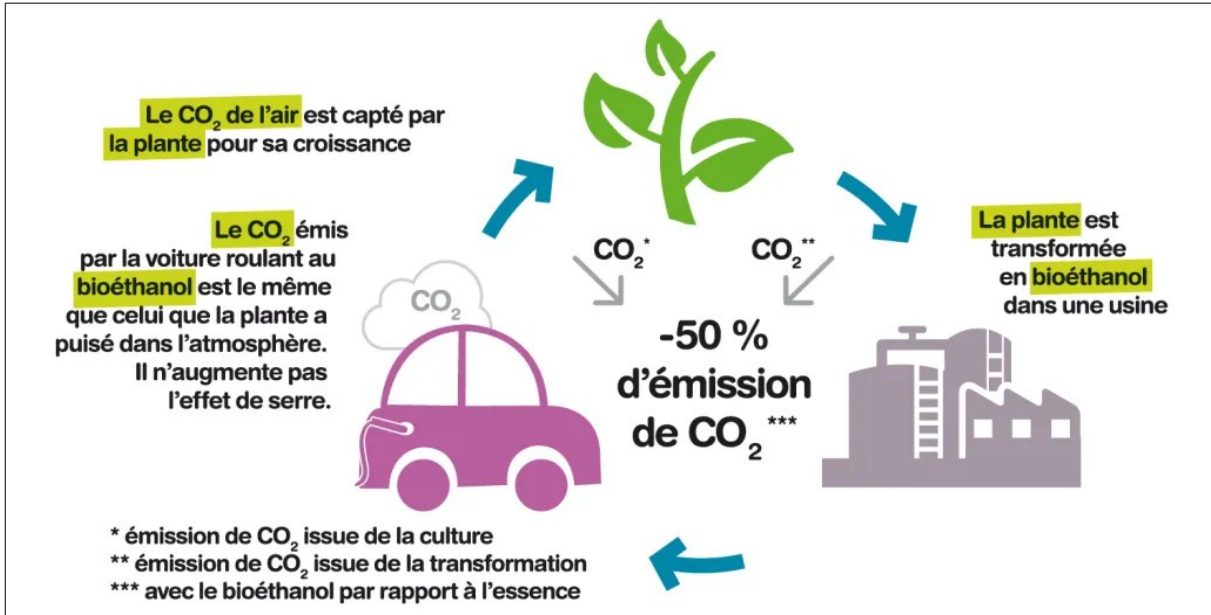 Le CO₂ de l'air est capté par
la plante pour sa croissance
Le CO₂ émis
par la voiture roulant au
bioéthanol est le même
que celui que la plante a
puisé dans l'atmosphère.
Il n'augmente pas
l'effet de serre.
CO₂
CO₂*
CO₂**
-50 %
d'émission
de CO₂***
La plante est
transformée
en bioéthanol
dans une usine
* émission de CO₂ issue de la culture
** émission de CO₂ issue de la transformation
*** avec le bioéthanol par rapport à l'essence